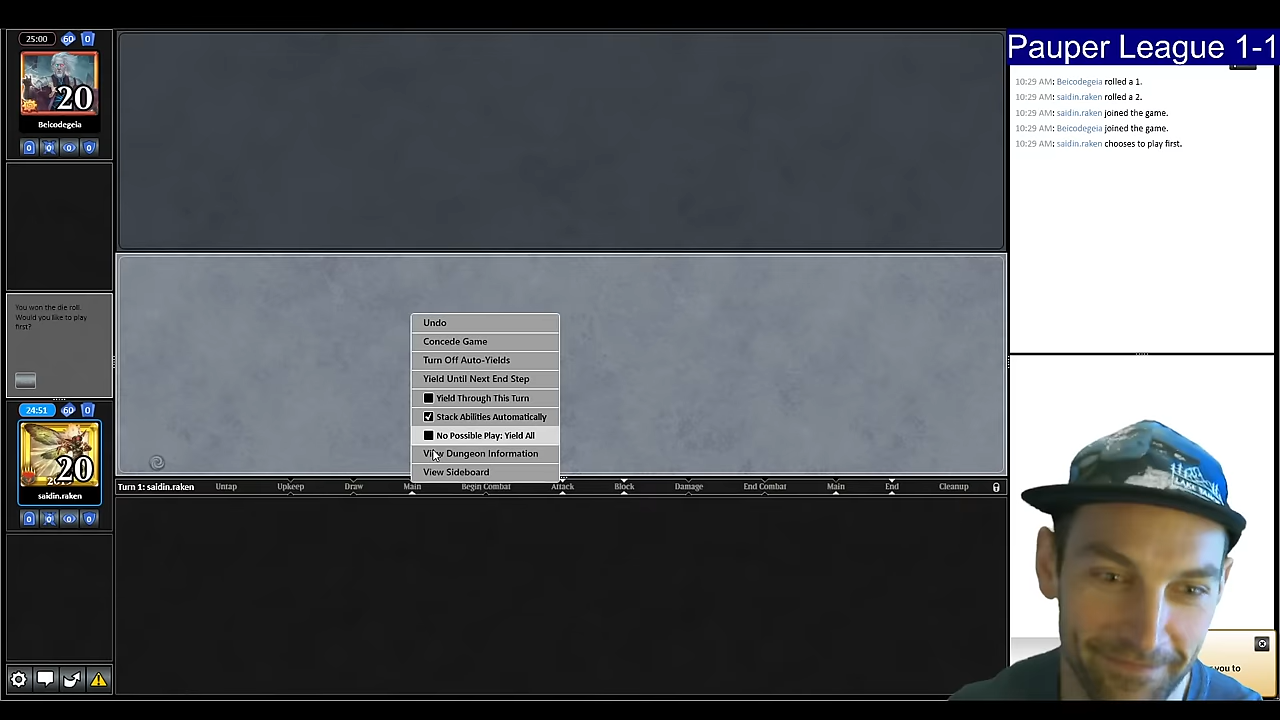 Pauper League 1-1
25:00
60
0
20
Beicodegeia
0
0
0
0
10:29 AM: Beicodegeia rolled a 1.
10:29 AM: saidin.raken rolled a 2.
10:29 AM: saidin.raken joined the game.
10:29 AM: Beicodegeia joined the game.
10:29 AM: saidin.raken chooses to play first.
You won the die roll.
Would you like to play
first?
Undo
Concede Game
Turn Off Auto-Yields
Yield Until Next End Step
Yield Through This Turn
Stack Abilities Automatically
No Possible Play: Yield All
View Dungeon Information
View Sideboard
24:51
60
0
20
saidin.raken
0
0
0
0
Turn 1: saidin.raken
Untap
Upkeep
Draw
Main
Begin Combat
Attack
Block
Damage
End Combat
Main
End
Cleanup
you to